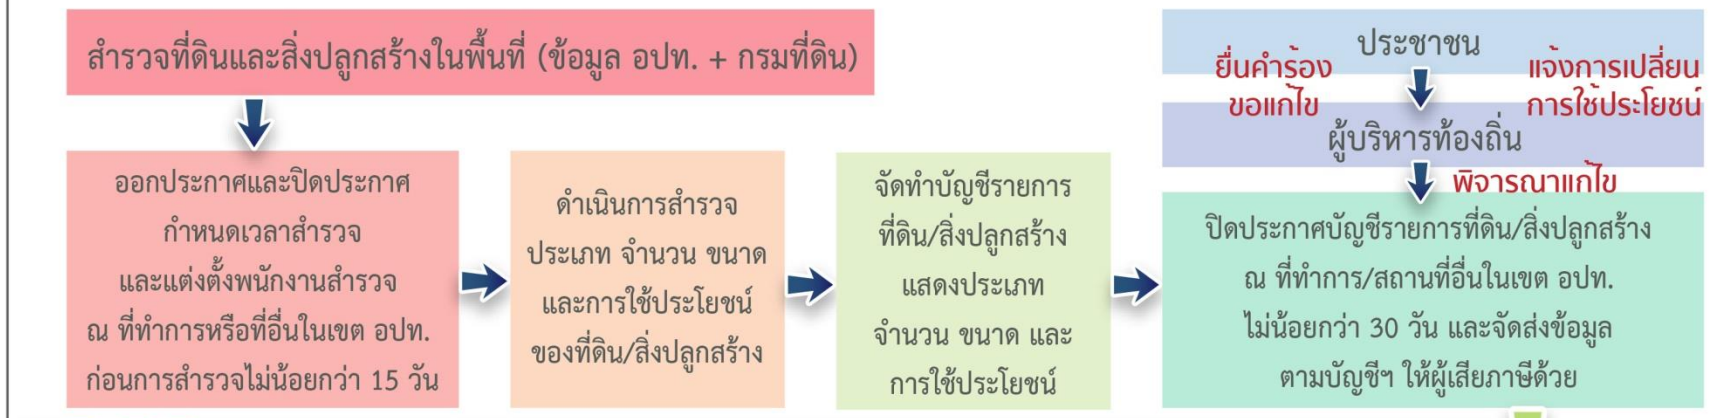 สำรวจที่ดินและสิ่งปลูกสร้างในพื้นที่ (ข้อมูล อปท. + กรมที่ดิน)
ออกประกาศและปิดประกาศ
กำหนดเวลาสำรวจ
และแต่งตั้งพนักงานสำรวจ
ณ ที่ทำการหรือที่อื่นในเขต อปท.
ก่อนการสำรวจไม่น้อยกว่า 15 วัน
ดำเนินการสำรวจ
ประเภท จำนวน ขนาด
และการใช้ประโยชน์
ของที่ดิน/สิ่งปลูกสร้าง
จัดทำบัญชีรายการ
ที่ดิน/สิ่งปลูกสร้าง
แสดงประเภท
จำนวน ขนาด และ
การใช้ประโยชน์
ประชาชน
ยื่นคำร้อง
ขอแก้ไข
แจ้งการเปลี่ยน
การใช้ประโยชน์
ผู้บริหารท้องถิ่น
พิจารณาแก้ไข
ปิดประกาศบัญชีรายการที่ดิน/สิ่งปลูกสร้าง
ณ ที่ทำการ/สถานที่อื่นในเขต อปท.
ไม่น้อยกว่า 30 วัน และจัดส่งข้อมูล
ตามบัญชีฯ ให้ผู้เสียภาษีด้วย